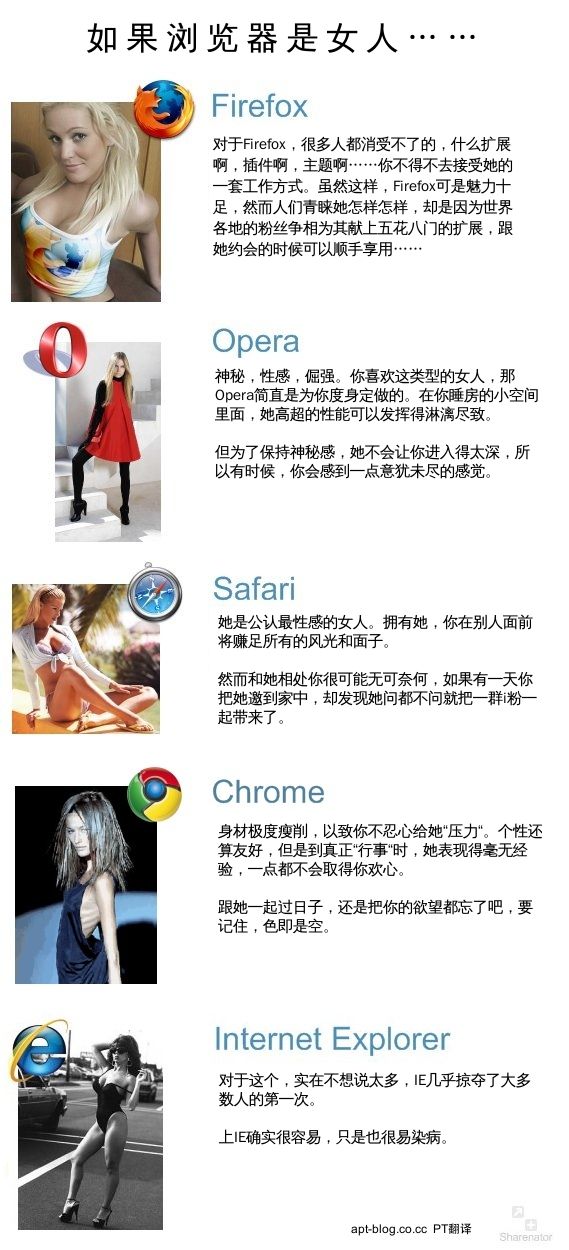 如果浏览器是女人……
Firefox
对于Firefox，很多人都消受不了的，什么扩展
啊，插件啊，主题啊……你不得不去接受她的
一套工作方式。虽然这样，Firefox可是魅力十
足，然而人们青睐她怎样怎样，却是因为世界
各地的粉丝争相为其献上五花八门的扩展，跟
她约会的时候可以顺手享用……
Opera
神秘，性感，倔强。你喜欢这类型的女人，那
Opera简直是为你度身定做的。在你睡房的小空间
里面，她高超的性能可以发挥得淋漓尽致。
但为了保持神秘感，她不会让你进入得太深，所
以有时候，你会感到一点意犹未尽的感觉。
Safari
她是公认最性感的女人。拥有她，你在别人面前
将赚足所有的风光和面子。
然而和她相处你很可能无可奈何，如果有一天你
把她邀到家中，却发现她问都不问就把一群i粉一
起带来了。
Chrome
身材极度瘦削，以致你不忍心给她“压力“。个性还
算友好，但是到真正“行事“时，她表现得毫无经
验，一点都不会取得你欢心。
跟她一起过日子，还是把你的欲望都忘了吧，要
记住，色即是空。
Internet Explorer
对于这个，实在不想说太多，IE几乎掠夺了大多
数人的第一次。
上IE确实很容易，只是也很易染病。
apt-blog.co.cc PT翻译
Sharenator